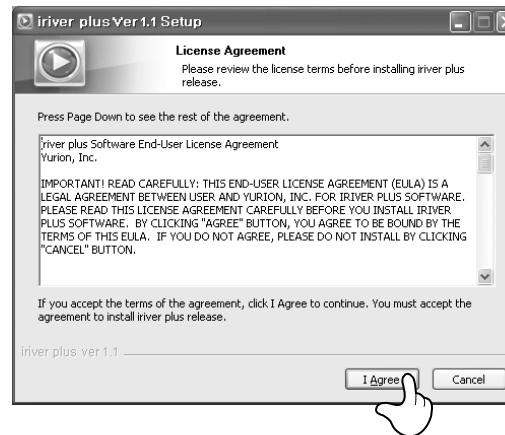 iriver plus Ver 1.1 Setup
License Agreement
Please review the license terms before installing iriver plus
release.
Press Page Down to see the rest of the agreement.
iriver plus Software End-User License Agreement
Yurion, Inc.
IMPORTANT! READ CAREFULLY: THIS END-USER LICENSE AGREEMENT (EULA) IS A
LEGAL AGREEMENT BETWEEN USER AND YURION, INC. FOR IRIVER PLUS SOFTWARE.
PLEASE READ THIS LICENSE AGREEMENT CAREFULLY BEFORE YOU INSTALL IRIVER
PLUS SOFTWARE. BY CLICKING "AGREE" BUTTON, YOU AGREE TO BE BOUND BY THE
TERMS OF THIS EULA. IF YOU DO NOT AGREE, PLEASE DO NOT INSTALL BY CLICKING
"CANCEL" BUTTON.
If you accept the terms of the agreement, click I Agree to continue. You must accept the
agreement to install iriver plus release.
iriver plus ver 1.1
I Agree Cancel